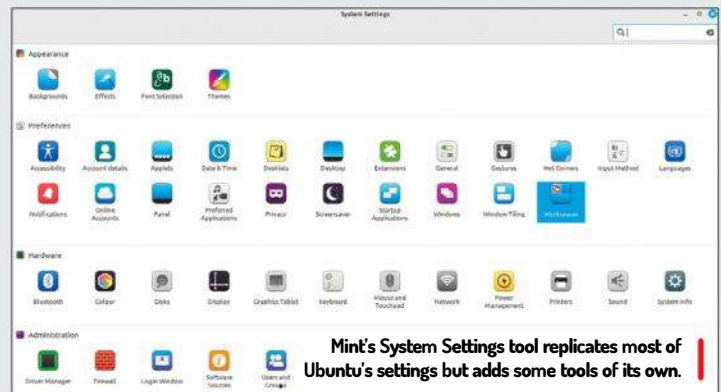 System Settings
Appearance
Backgrounds Effects Font Selection Themes
Preferences
Accessibility Account details Applets Date & Time Desklets Desktop Extensions General Gestures Hot Corners Input Method Languages
Notifications Online Accounts Panel Preferred Applications Privacy Screensaver Startup Applications Windows Window Tiling Workspaces
Hardware
Bluetooth Colour Disks Display Graphics Tablet Keyboard Mouse and Touchpad Network Power Management Printers Sound System Info
Administration
Driver Manager Firewall Login Window Software Sources Users and Groups
Mint's System Settings tool replicates most of
Ubuntu's settings but adds some tools of its own.